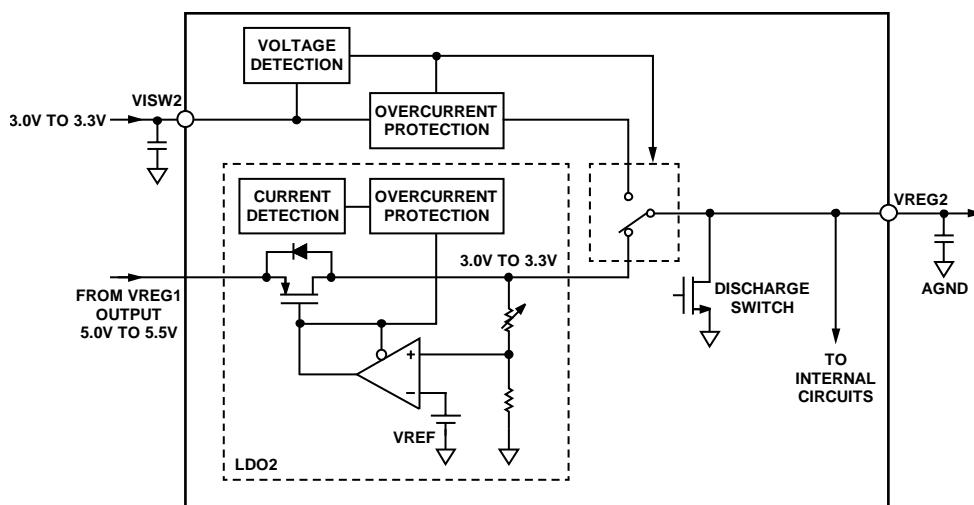 VOLTAGE
DETECTION
VISW2
3.0V TO 3.3V
OVERCURRENT
PROTECTION
CURRENT
DETECTION
OVERCURRENT
PROTECTION
VREG2
3.0V TO 3.3V
FROM VREG1
OUTPUT
5.0V TO 5.5V
DISCHARGE
SWITCH
AGND
+
−
TO
INTERNAL
CIRCUITS
VREF
LDO2